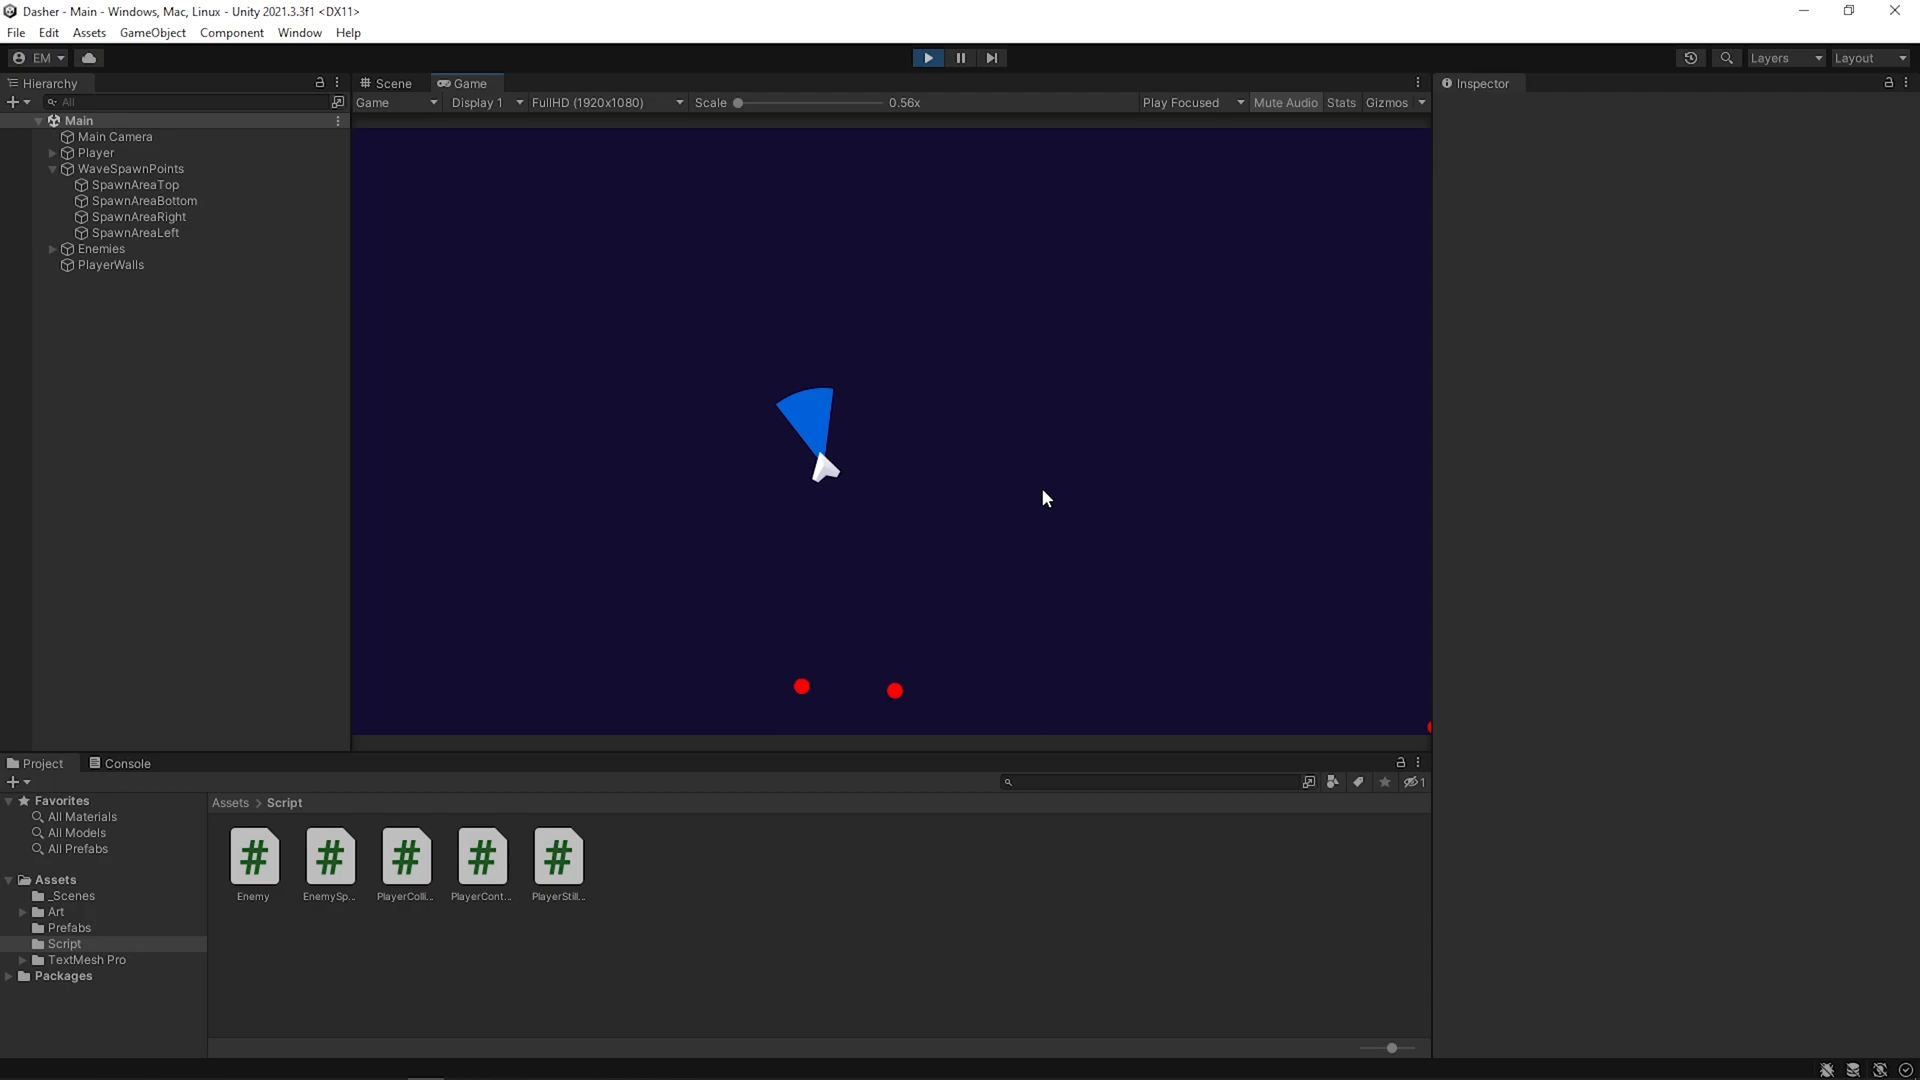 Dasher - Main - Windows, Mac, Linux - Unity 2021.3.3f1 <DX11>
File Edit Assets GameObject Component Window Help
EM Layers Layout
Hierarchy Scene Game Inspector
All Game Display 1 FullHD (1920x1080) Scale 0.56x Play Focused Mute Audio Stats Gizmos
Main
Main Camera
Player
WaveSpawnPoints
SpawnAreaTop
SpawnAreaBottom
SpawnAreaRight
SpawnAreaLeft
Enemies
PlayerWalls
Project Console
1
Favorites
All Materials
All Models
All Prefabs
Assets
_Scenes
Art
Prefabs
Script
TextMesh Pro
Packages
Assets > Script
# # # # #
Enemy EnemySp... PlayerColli... PlayerCont... PlayerStill...